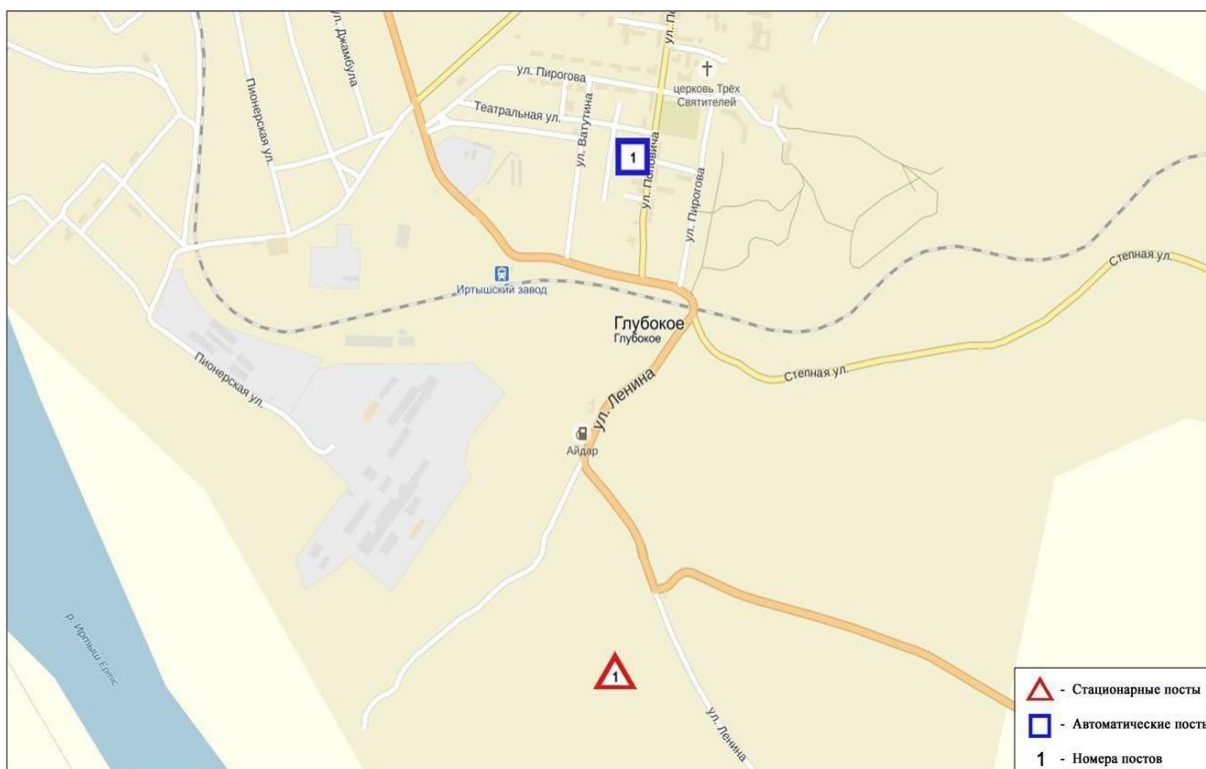 ул. Джамбула
ул. По
Пионерская ул.
ул. Пирогова
церковь Трёх
Святителей
Театральная ул.
ул. Ватутина
1
ул. Поповича
ул. Пирогова
Степная ул.
Иртышский завод
Глубокое
Глубокое
Степная ул.
Пионерская ул.
ул. Ленина
Айдар
р. Иртыш Ертіс
1
ул. Ленина
- Стационарные посты
- Автоматические посты
1 - Номера постов